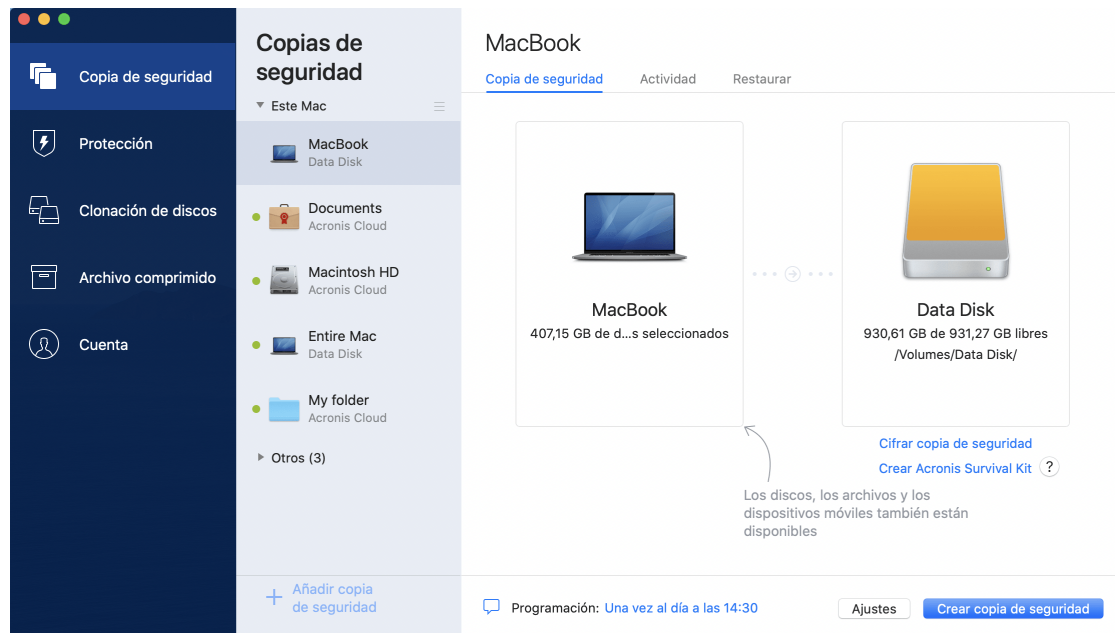 Copia de seguridad
Protección
Clonación de discos
Archivo comprimido
Cuenta
Copias de
seguridad
Este Mac
MacBook
Data Disk
Documents
Acronis Cloud
Macintosh HD
Acronis Cloud
Entire Mac
Data Disk
My folder
Acronis Cloud
Otros (3)
Añadir copia
de seguridad
MacBook
Copia de seguridad Actividad Restaurar
MacBook
407,15 GB de d...s seleccionados
Data Disk
930,61 GB de 931,27 GB libres
/Volumes/Data Disk/
Cifrar copia de seguridad
Crear Acronis Survival Kit ?
Los discos, los archivos y los
dispositivos móviles también están
disponibles
Programación: Una vez al día a las 14:30
Ajustes
Crear copia de seguridad